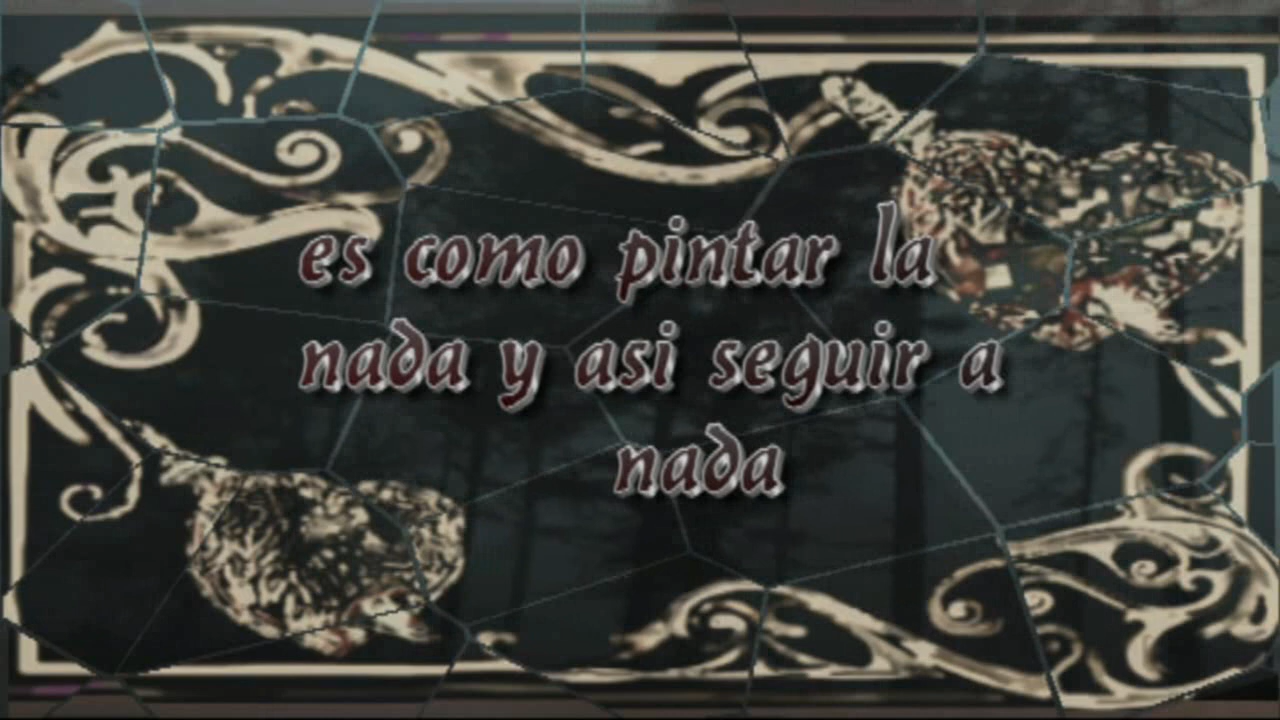 es como pintar la
nada y asi seguir a
nada